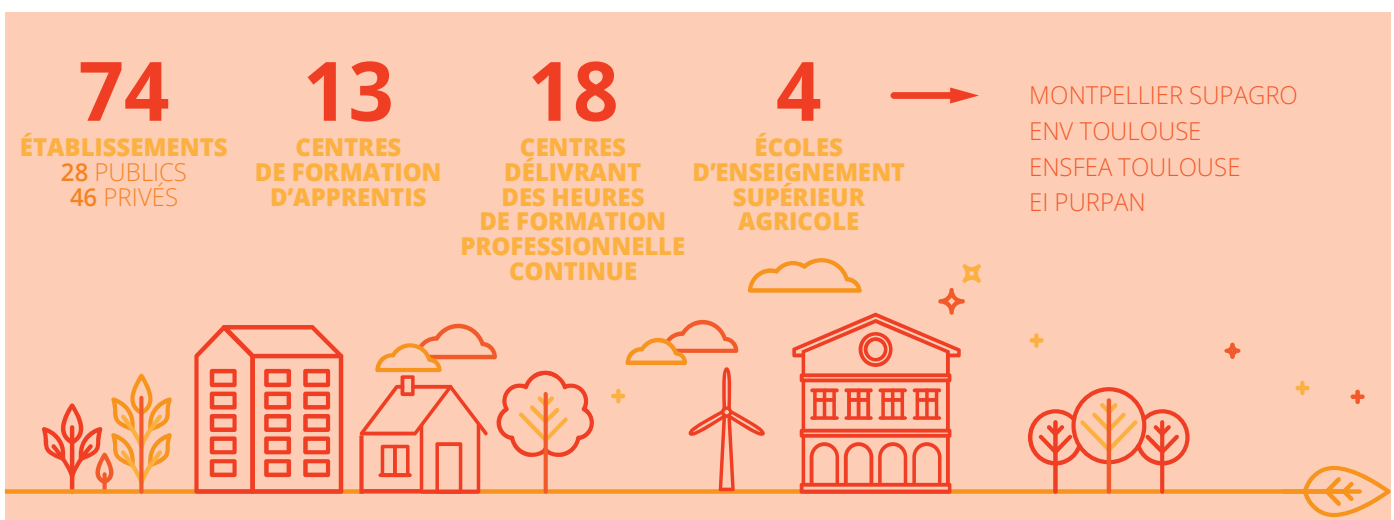 74
ÉTABLISSEMENTS
28 PUBLICS
46 PRIVÉS
13
CENTRES
DE FORMATION
D'APPRENTIS
18
CENTRES
DÉLIVRANT
DES HEURES
DE FORMATION
PROFESSIONNELLE
CONTINUE
4
ÉCOLES
D'ENSEIGNEMENT
SUPÉRIEUR
AGRICOLE
MONTPELLIER SUPAGRO
ENV TOULOUSE
ENSFEA TOULOUSE
EI PURPAN